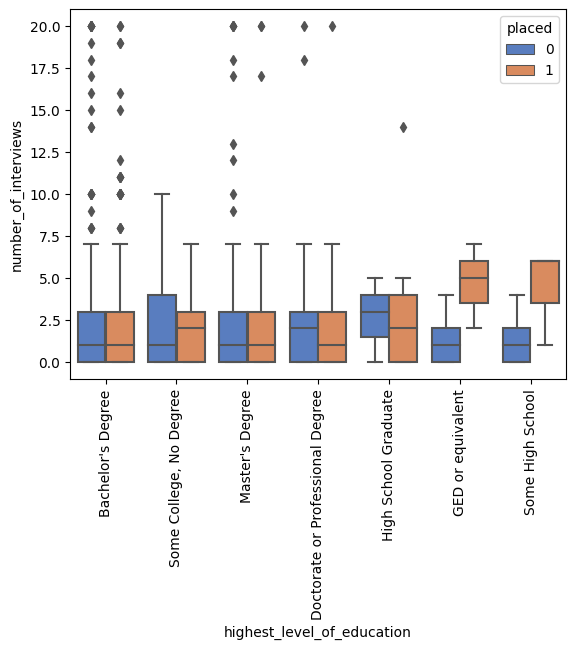 placed
0
1
20.0
17.5
15.0
12.5
10.0
7.5
5.0
2.5
0.0
number_of_interviews
Bachelor's Degree
Some College, No Degree
Master's Degree
Doctorate or Professional Degree
High School Graduate
GED or equivalent
Some High School
highest_level_of_education